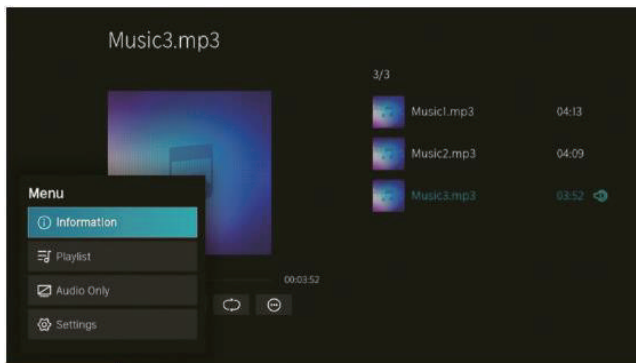 Music3.mp3
3/3
Music1.mp3 04:13
Music2.mp3 04:09
Music3.mp3 03:52
Menu
Information
Playlist
Audio Only
Settings
00:03:52